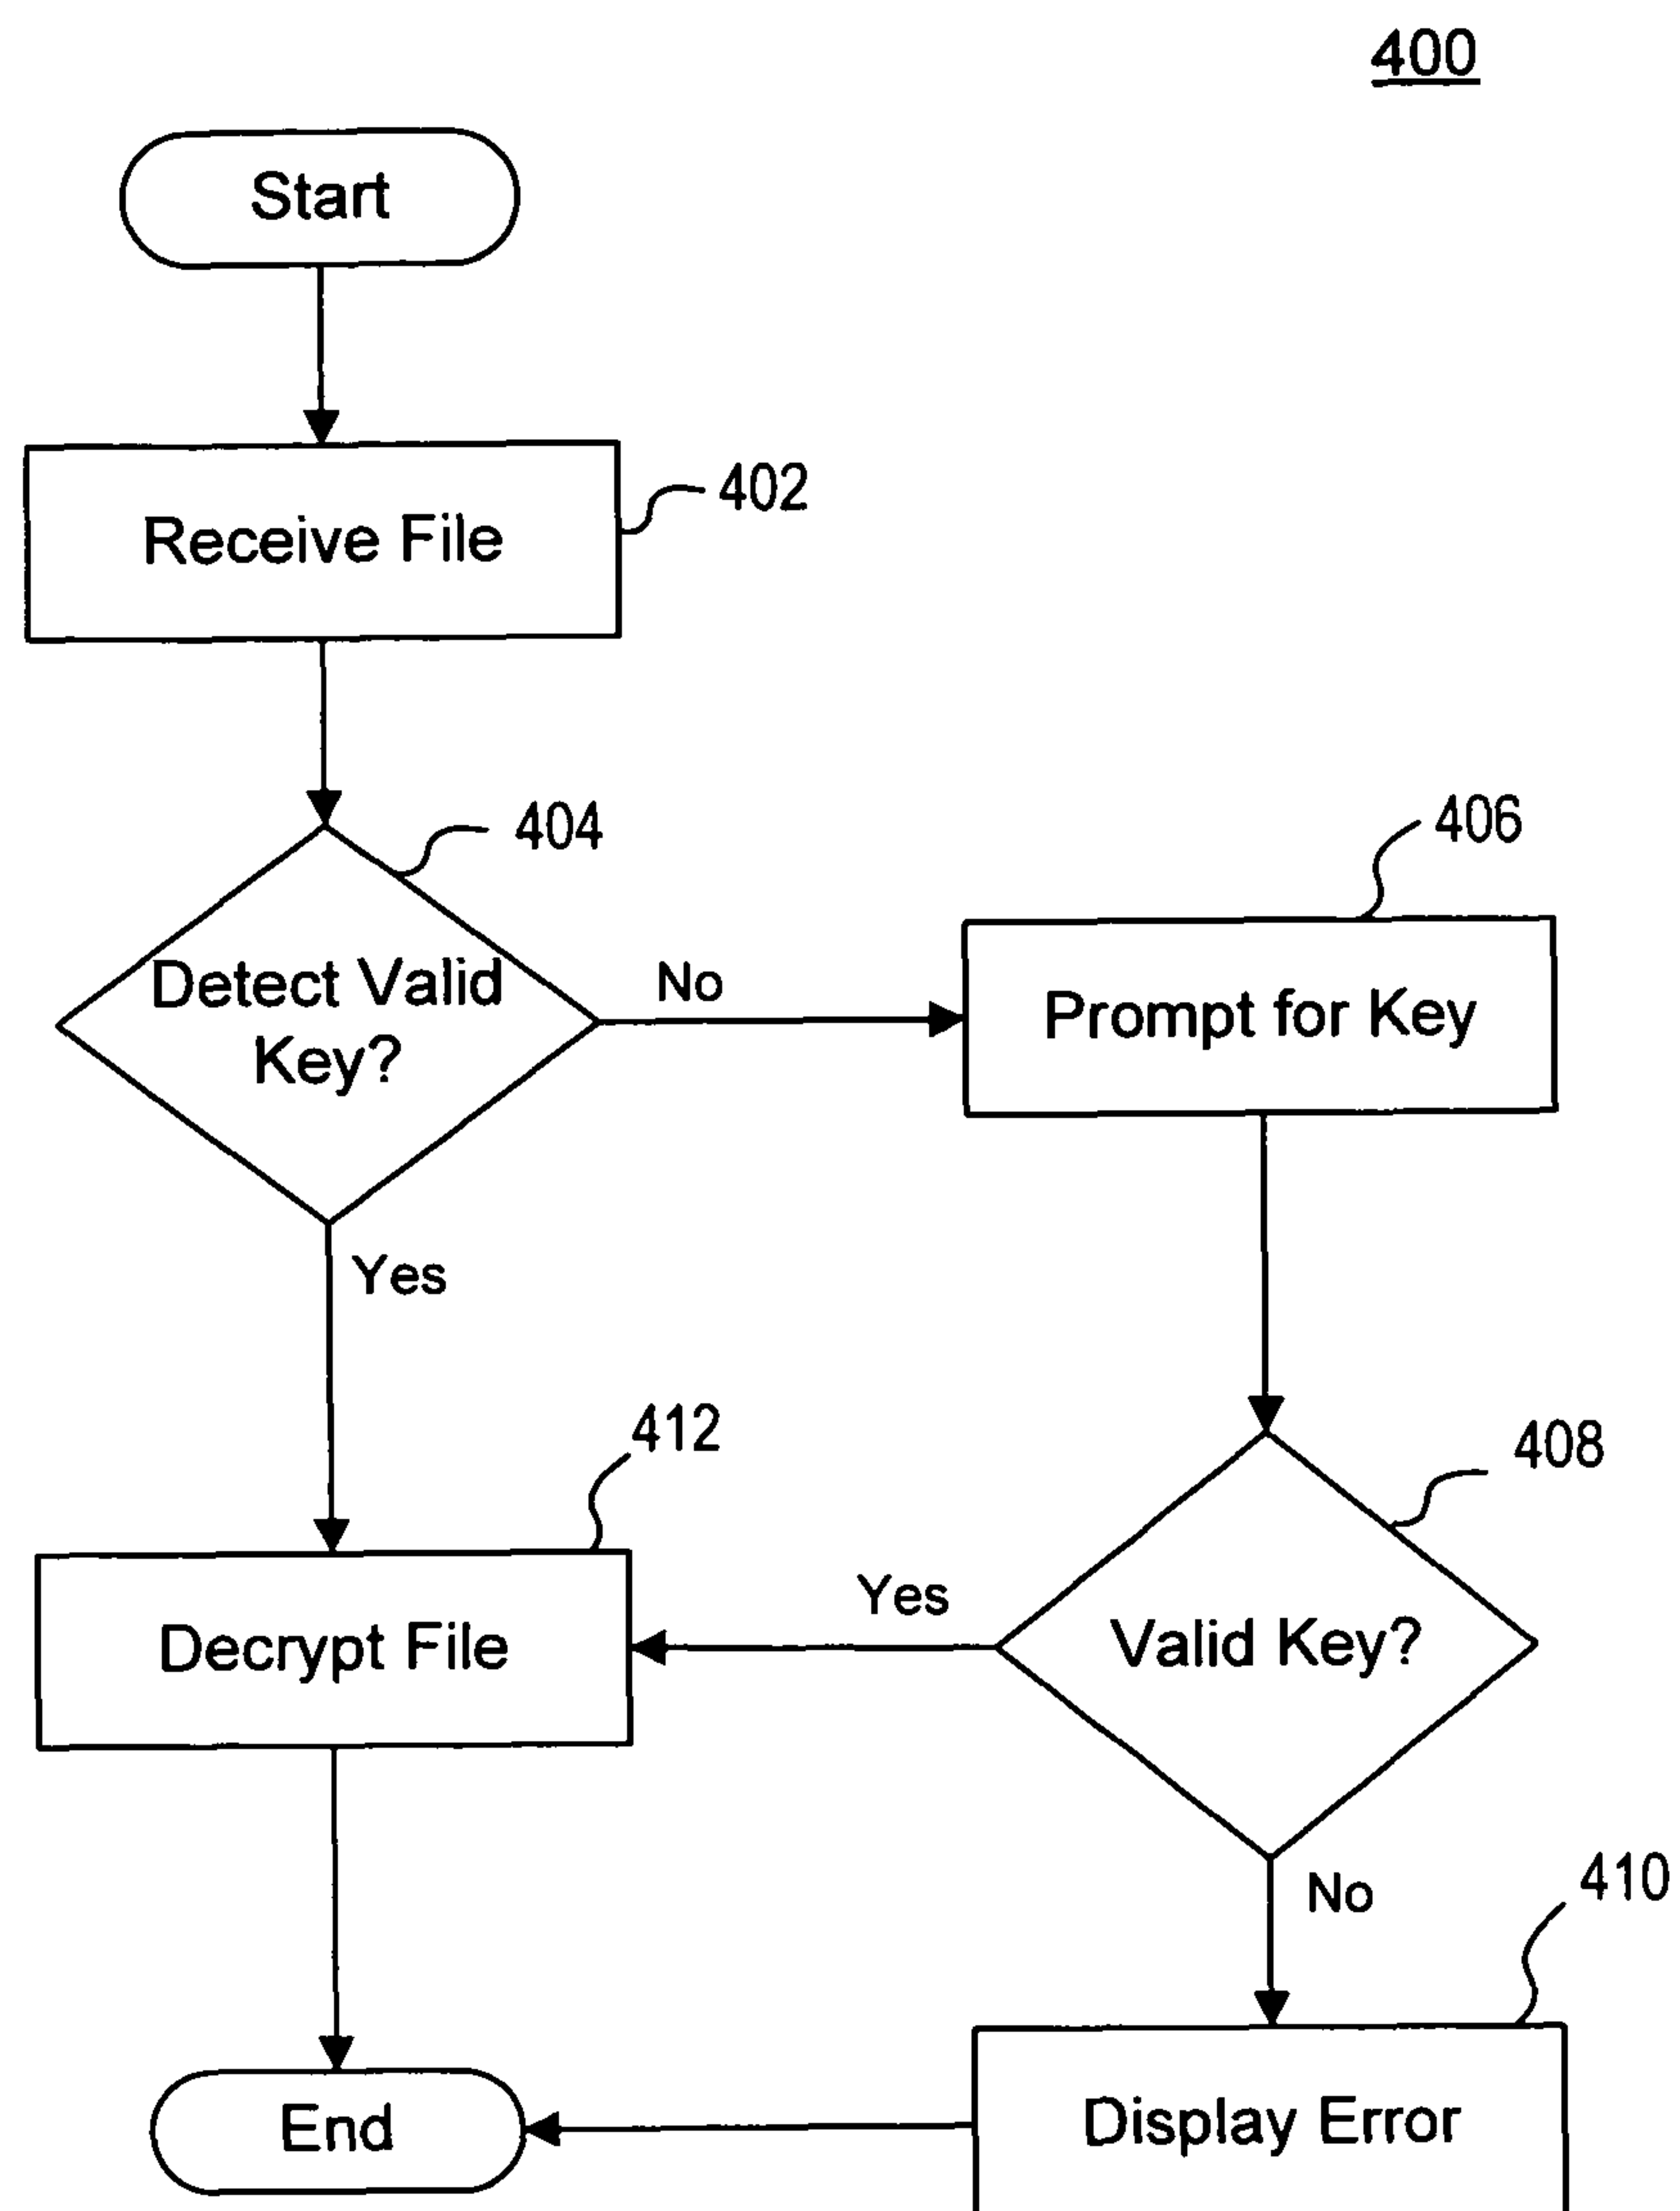 400
Start
Receive File
402
404
Detect Valid
Key?
No
406
Prompt for Key
Yes
412
Decrypt File
Yes
408
Valid Key?
No
410
End
Display Error